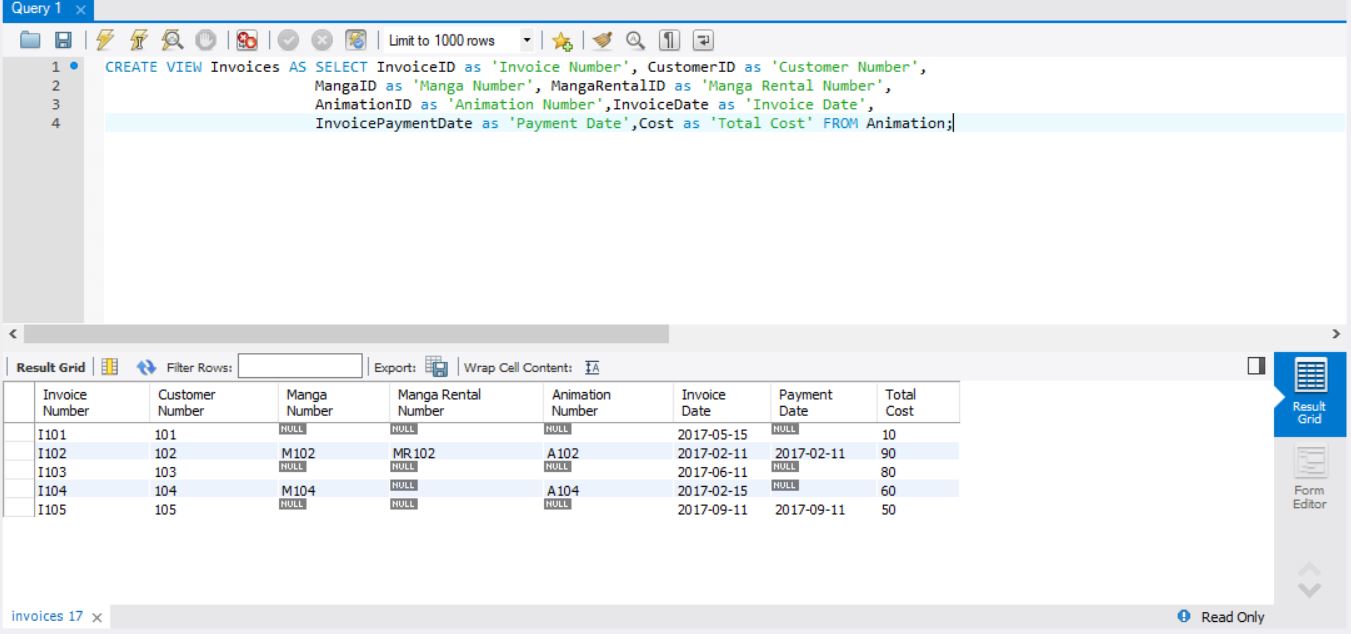 Query 1
Limit to 1000 rows
1 CREATE VIEW Invoices AS SELECT InvoiceID as 'Invoice Number', CustomerID as 'Customer Number',
2 MangaID as 'Manga Number', MangaRentalID as 'Manga Rental Number',
3 AnimationID as 'Animation Number',InvoiceDate as 'Invoice Date',
4 InvoicePaymentDate as 'Payment Date',Cost as 'Total Cost' FROM Animation;
Result Grid Filter Rows: Export: Wrap Cell Content: IA
Invoice Number Customer Number Manga Number Manga Rental Number Animation Number Invoice Date Payment Date Total Cost
I101 101 NULL NULL NULL 2017-05-15 NULL 10
I102 102 M102 MR102 A102 2017-02-11 2017-02-11 90
I103 103 NULL NULL NULL 2017-06-11 NULL 80
I104 104 M104 NULL A104 2017-02-15 NULL 60
I105 105 NULL NULL NULL 2017-09-11 2017-09-11 50
Result
Grid
Form
Editor
invoices 17
Read Only